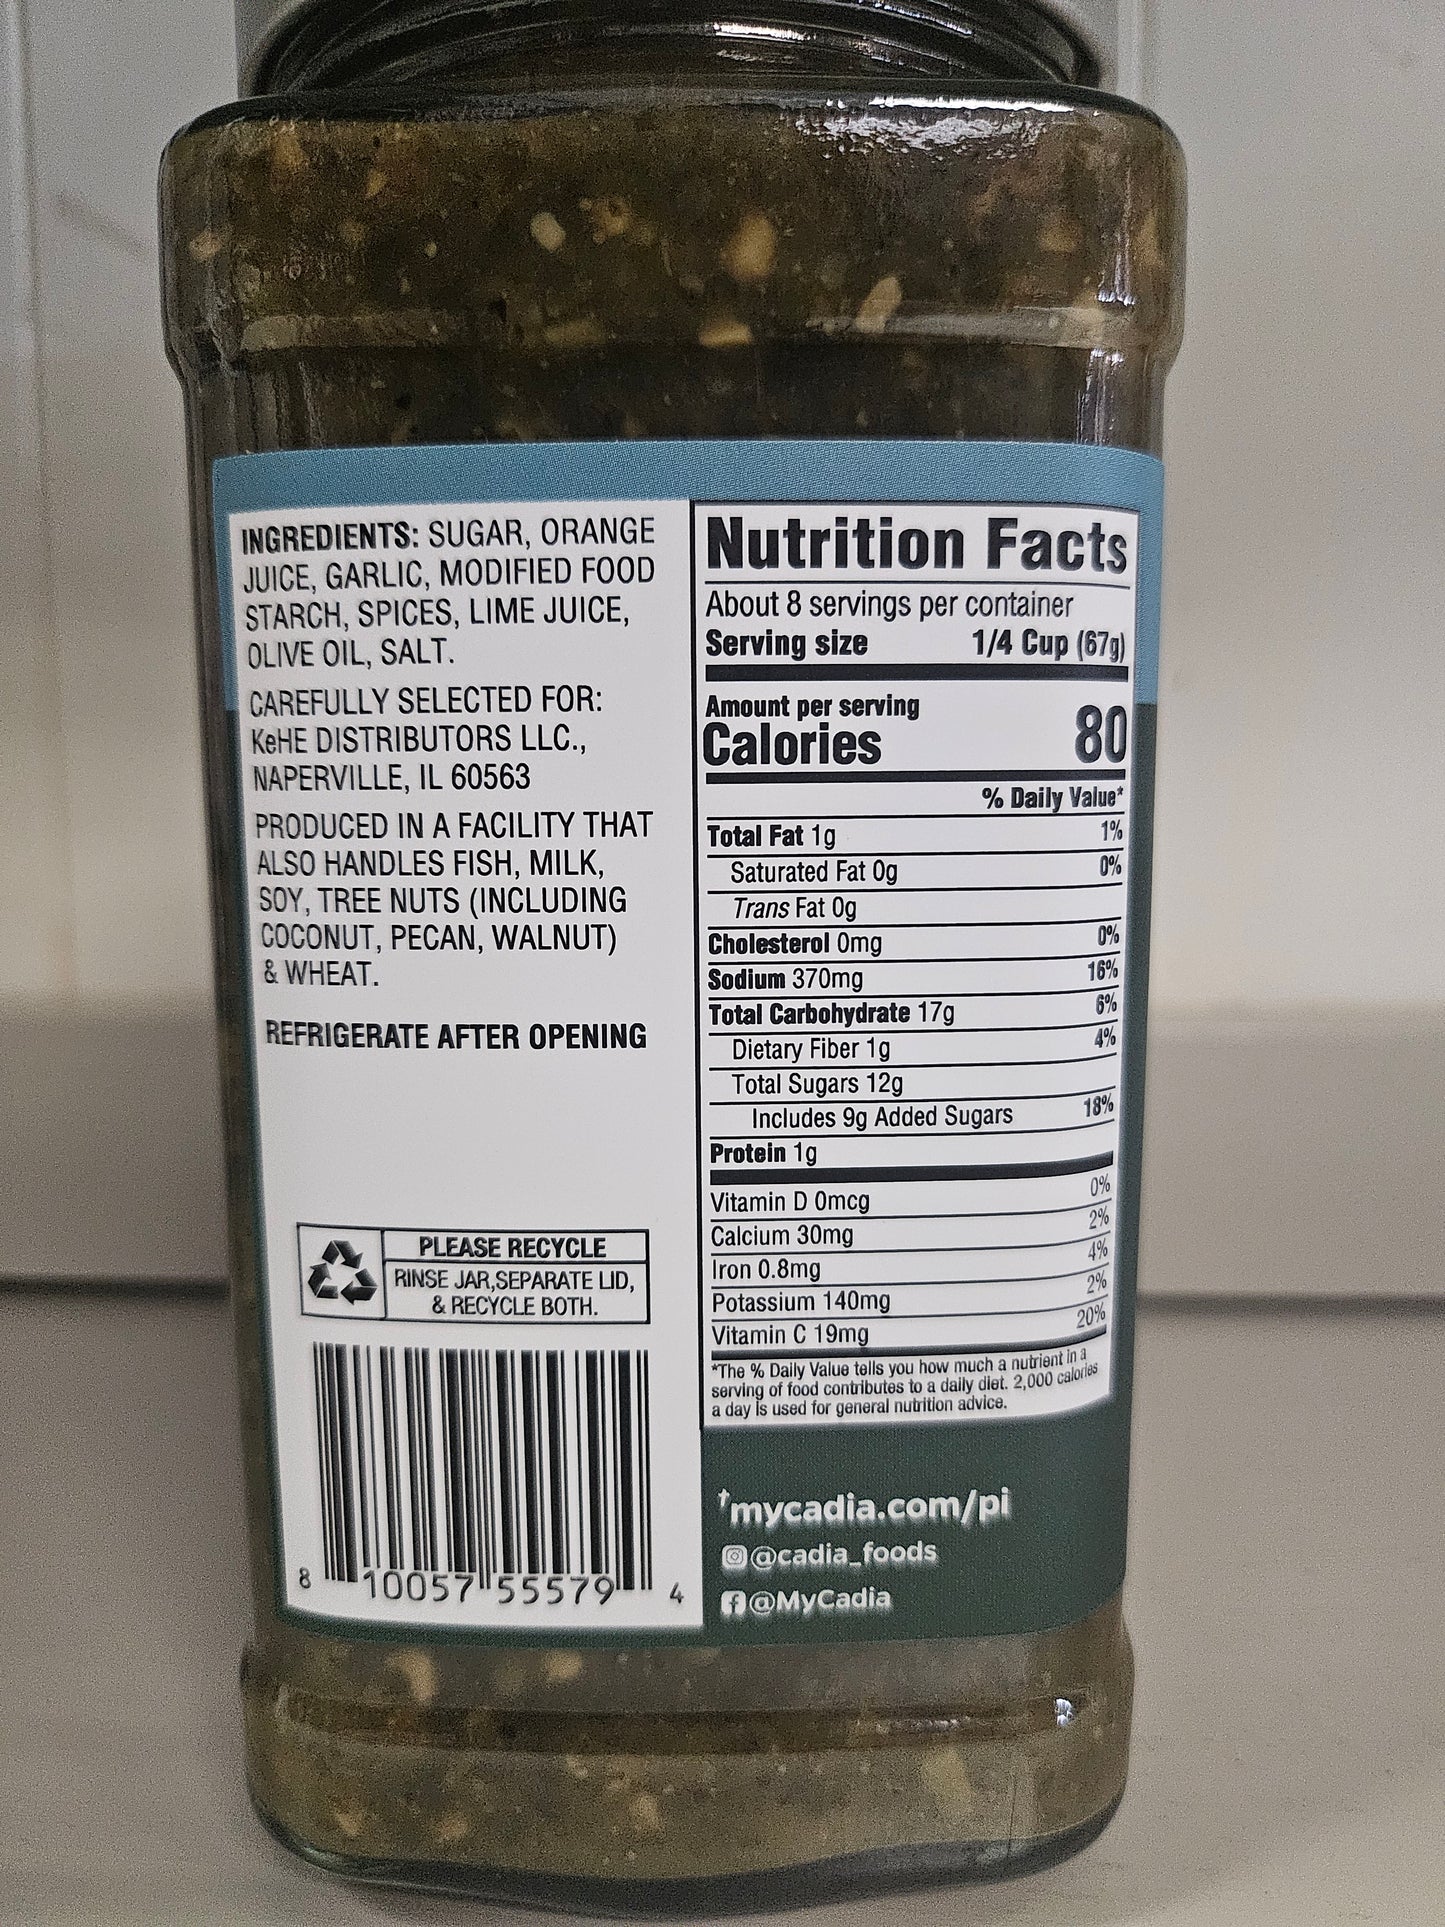 INGREDIENTS: SUGAR, ORANGE
JUICE, GARLIC, MODIFIED FOOD
STARCH, SPICES, LIME JUICE,
OLIVE OIL, SALT.
CAREFULLY SELECTED FOR:
KeHE DISTRIBUTORS LLC.,
NAPERVILLE, IL 60563
PRODUCED IN A FACILITY THAT
ALSO HANDLES FISH, MILK,
SOY, TREE NUTS (INCLUDING
COCONUT, PECAN, WALNUT)
& WHEAT.
REFRIGERATE AFTER OPENING
PLEASE RECYCLE
RINSE JAR,SEPARATE LID,
& RECYCLE BOTH.
8 10057 55579 4
Nutrition Facts
About 8 servings per container
Serving size 1/4 Cup (67g)
Amount per serving
Calories 80
% Daily Value*
Total Fat 1g 1%
Saturated Fat 0g 0%
Trans Fat 0g
Cholesterol 0mg 0%
Sodium 370mg 16%
Total Carbohydrate 17g 6%
Dietary Fiber 1g 4%
Total Sugars 12g
Includes 9g Added Sugars 18%
Protein 1g
Vitamin D 0mcg 0%
Calcium 30mg 2%
Iron 0.8mg 4%
Potassium 140mg 2%
Vitamin C 19mg 20%
*The % Daily Value tells you how much a nutrient in a
serving of food contributes to a daily diet. 2,000 calories
a day is used for general nutrition advice.
†mycadia.com/pi
@cadia_foods
@MyCadia